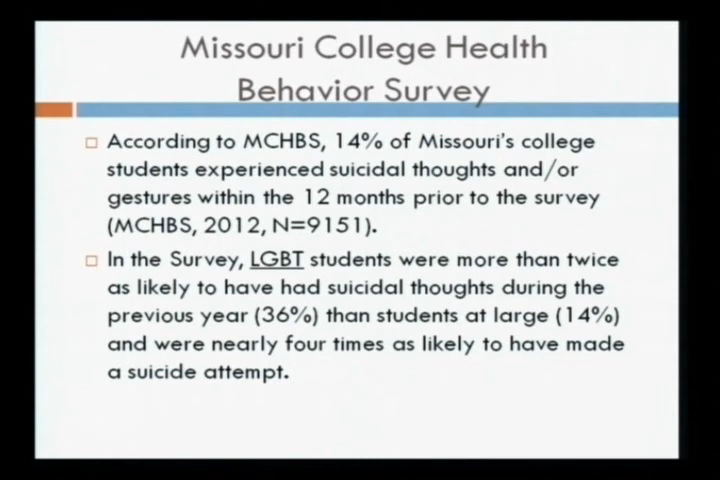 Missouri College Health
Behavior Survey
According to MCHBS, 14% of Missouri's college
students experienced suicidal thoughts and/or
gestures within the 12 months prior to the survey
(MCHBS, 2012, N=9151).
In the Survey, LGBT students were more than twice
as likely to have had suicidal thoughts during the
previous year (36%) than students at large (14%)
and were nearly four times as likely to have made
a suicide attempt.